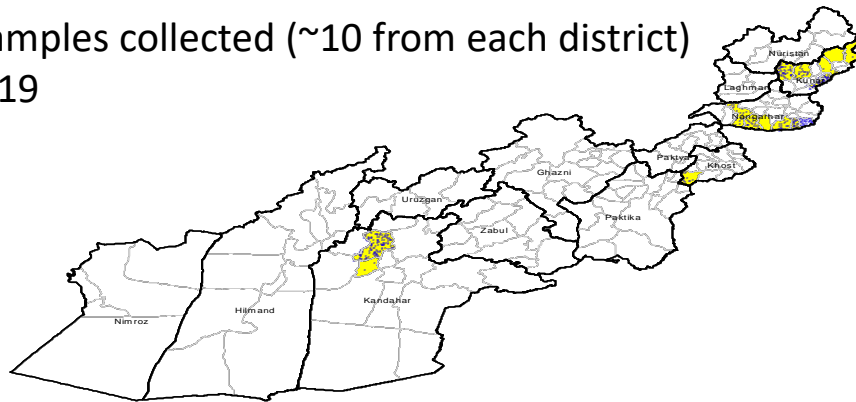 amples collected (~10 from each district)
19
Nuristan
Kunar
Laghman
Nangarhar
Paktya
Khost
Ghazni
Urozgan
Paktika
Zabul
Kandahar
Hilmand
Nimroz